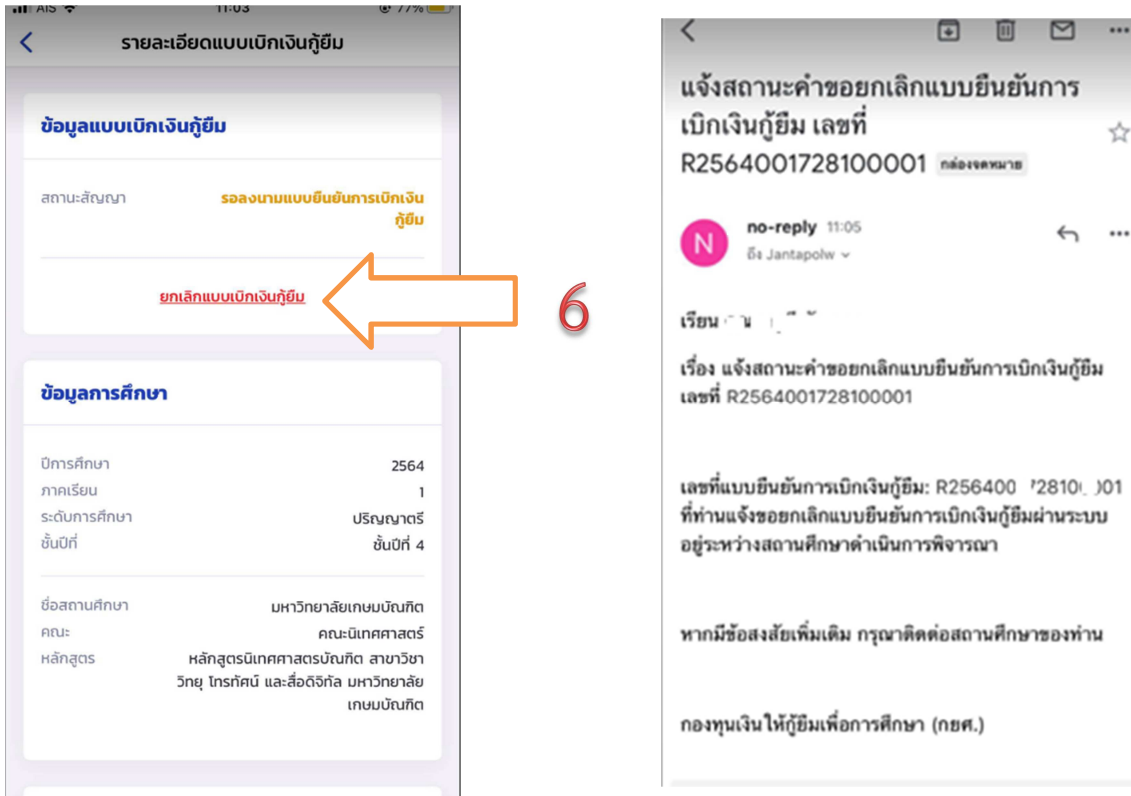 AIS 11:03 77%
รายละเอียดแบบเบิกเงินกู้ยืม
ข้อมูลแบบเบิกเงินกู้ยืม
สถานะสัญญา รอลงนามแบบยืนยันการเบิกเงิน
กู้ยืม
ยกเลิกแบบเบิกเงินกู้ยืม
6
ข้อมูลการศึกษา
ปีการศึกษา 2564
ภาคเรียน 1
ระดับการศึกษา ปริญญาตรี
ชั้นปีที่ ชั้นปีที่ 4
ชื่อสถานศึกษา มหาวิทยาลัยเกษมบัณฑิต
คณะ คณะนิเทศศาสตร์
หลักสูตร หลักสูตรนิเทศศาสตรบัณฑิต สาขาวิชา
วิทยุ โทรทัศน์ และสื่อดิจิทัล มหาวิทยาลัย
เกษมบัณฑิต
แจ้งสถานะคำขอยกเลิกแบบยืนยันการ
เบิกเงินกู้ยืม เลขที่
R2564001728100001 กล่องจดหมาย
N
no-reply 11:05
ถึง Jantapolw
เรียน
เรื่อง แจ้งสถานะคำขอยกเลิกแบบยืนยันการเบิกเงินกู้ยืม
เลขที่ R2564001728100001
เลขที่แบบยืนยันการเบิกเงินกู้ยืม: R256400
ที่ท่านแจ้งขอยกเลิกแบบยืนยันการเบิกเงินกู้ยืมผ่านระบบ
อยู่ระหว่างสถานศึกษาดำเนินการพิจารณา
หากมีข้อสงสัยเพิ่มเติม กรุณาติดต่อสถานศึกษาของท่าน
กองทุนเงินให้กู้ยืมเพื่อการศึกษา (กยศ.)